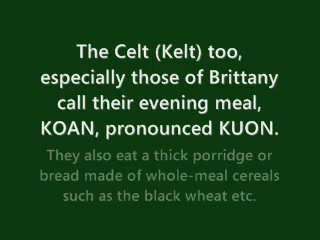 The Celt (Kelt) too,
especially those of Brittany
call their evening meal,
KOAN, pronounced KUON.
They also eat a thick porridge or
bread made of whole-meal cereals
such as the black wheat etc.